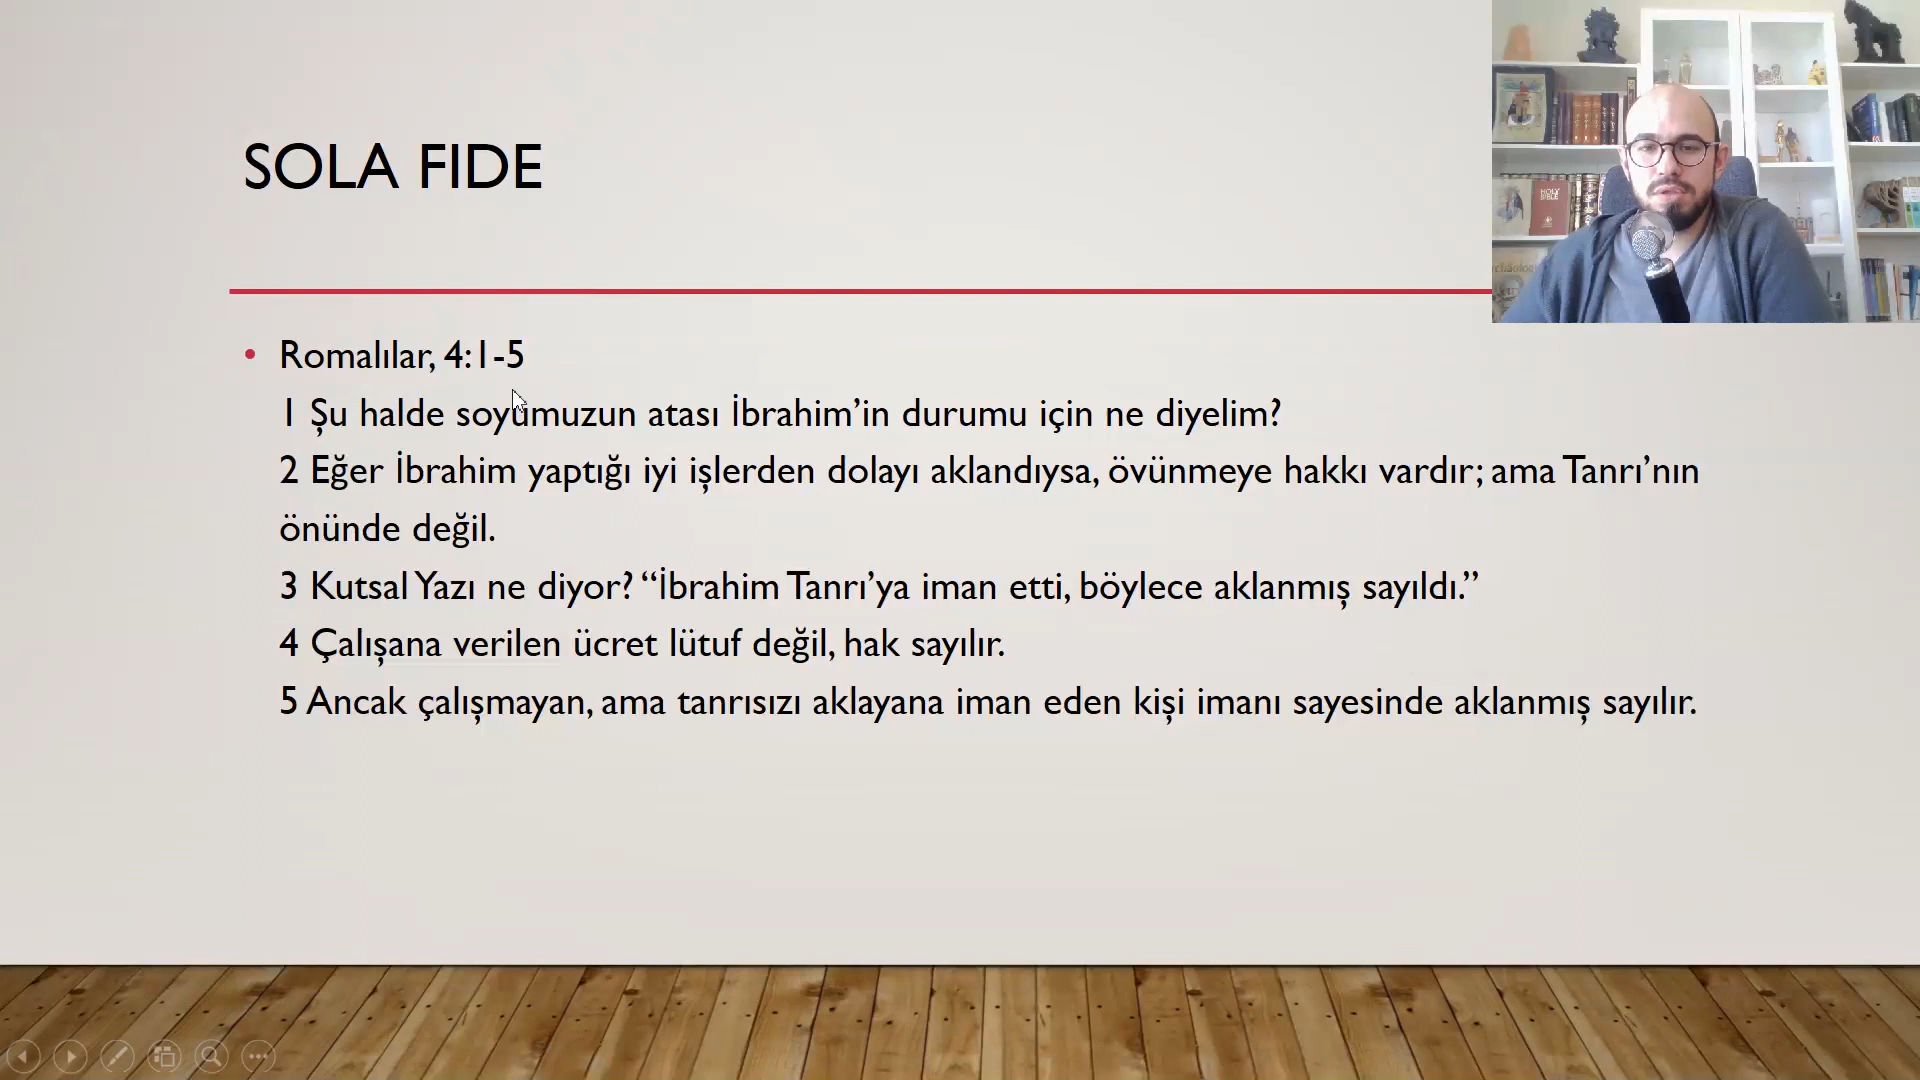 SOLA FIDE
• Romalılar, 4:1-5
1 Şu halde soyumuzun atası İbrahim’in durumu için ne diyelim?
2 Eğer İbrahim yaptığı iyi işlerden dolayı aklandıysa, övünmeye hakkı vardır; ama Tanrı’nın
önünde değil.
3 Kutsal Yazı ne diyor? “İbrahim Tanrı’ya iman etti, böylece aklanmış sayıldı.”
4 Çalışana verilen ücret lütuf değil, hak sayılır.
5 Ancak çalışmayan, ama tanrısızı aklayana iman eden kişi imanı sayesinde aklanmış sayılır.
HOLY
BIBLE